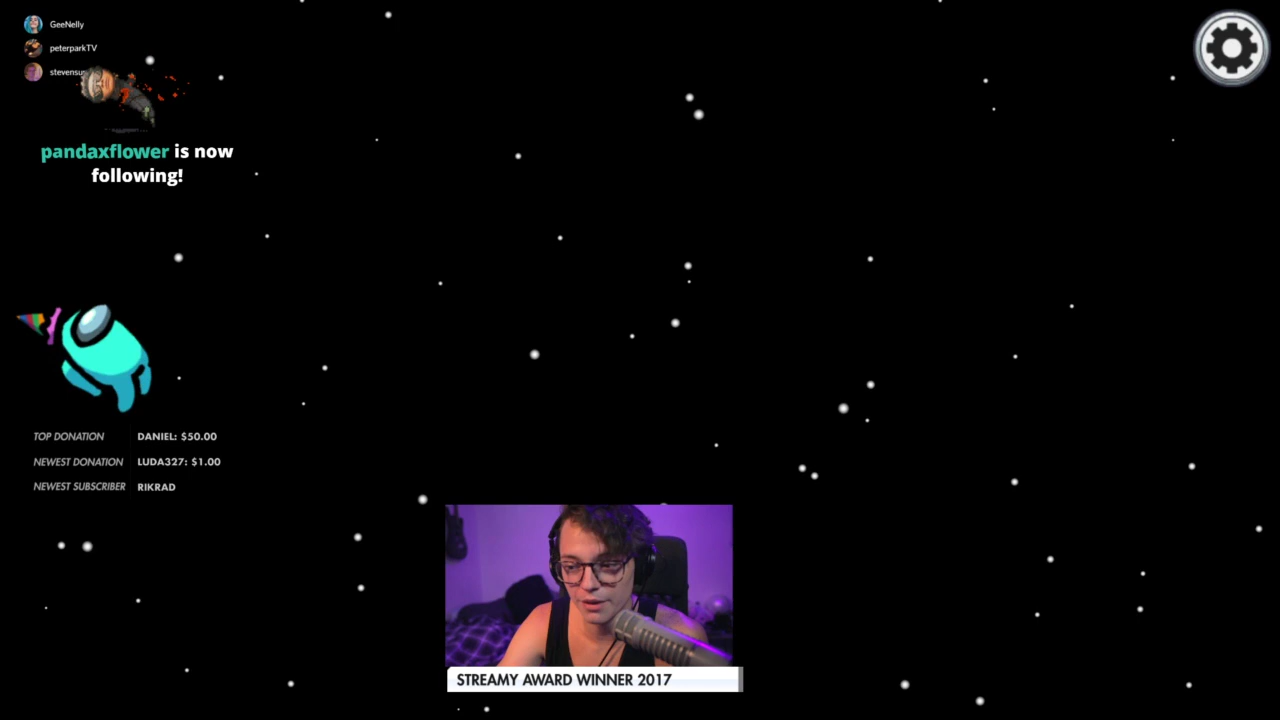 GeeNelly
peterparkTV
pandaxflower is now
following!
TOP DONATION DANIEL: $50.00
NEWEST DONATION LUDA327: $1.00
NEWEST SUBSCRIBER RIKRAD
STREAMY AWARD WINNER 2017